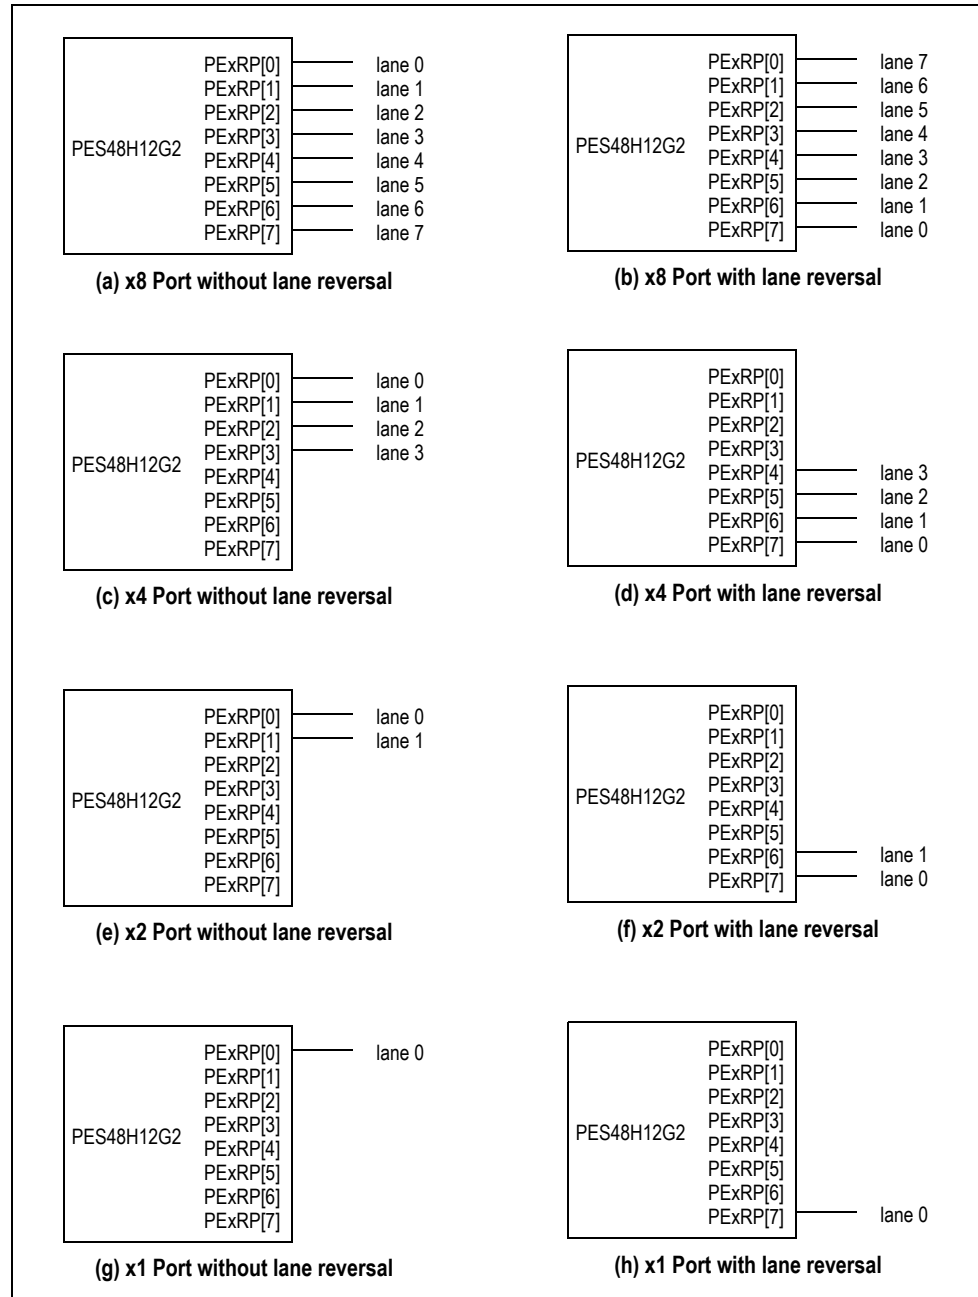 PES48H12G2
PExRP[0] lane 0
PExRP[1] lane 1
PExRP[2] lane 2
PExRP[3] lane 3
PExRP[4] lane 4
PExRP[5] lane 5
PExRP[6] lane 6
PExRP[7] lane 7
(a) x8 Port without lane reversal
PES48H12G2
PExRP[0] lane 7
PExRP[1] lane 6
PExRP[2] lane 5
PExRP[3] lane 4
PExRP[4] lane 3
PExRP[5] lane 2
PExRP[6] lane 1
PExRP[7] lane 0
(b) x8 Port with lane reversal
PES48H12G2
PExRP[0] lane 0
PExRP[1] lane 1
PExRP[2] lane 2
PExRP[3] lane 3
PExRP[4]
PExRP[5]
PExRP[6]
PExRP[7]
(c) x4 Port without lane reversal
PES48H12G2
PExRP[0]
PExRP[1]
PExRP[2]
PExRP[3]
PExRP[4] lane 3
PExRP[5] lane 2
PExRP[6] lane 1
PExRP[7] lane 0
(d) x4 Port with lane reversal
PES48H12G2
PExRP[0] lane 0
PExRP[1] lane 1
PExRP[2]
PExRP[3]
PExRP[4]
PExRP[5]
PExRP[6]
PExRP[7]
(e) x2 Port without lane reversal
PES48H12G2
PExRP[0]
PExRP[1]
PExRP[2]
PExRP[3]
PExRP[4]
PExRP[5]
PExRP[6] lane 1
PExRP[7] lane 0
(f) x2 Port with lane reversal
PES48H12G2
PExRP[0] lane 0
PExRP[1]
PExRP[2]
PExRP[3]
PExRP[4]
PExRP[5]
PExRP[6]
PExRP[7]
(g) x1 Port without lane reversal
PES48H12G2
PExRP[0]
PExRP[1]
PExRP[2]
PExRP[3]
PExRP[4]
PExRP[5]
PExRP[6]
PExRP[7] lane 0
(h) x1 Port with lane reversal